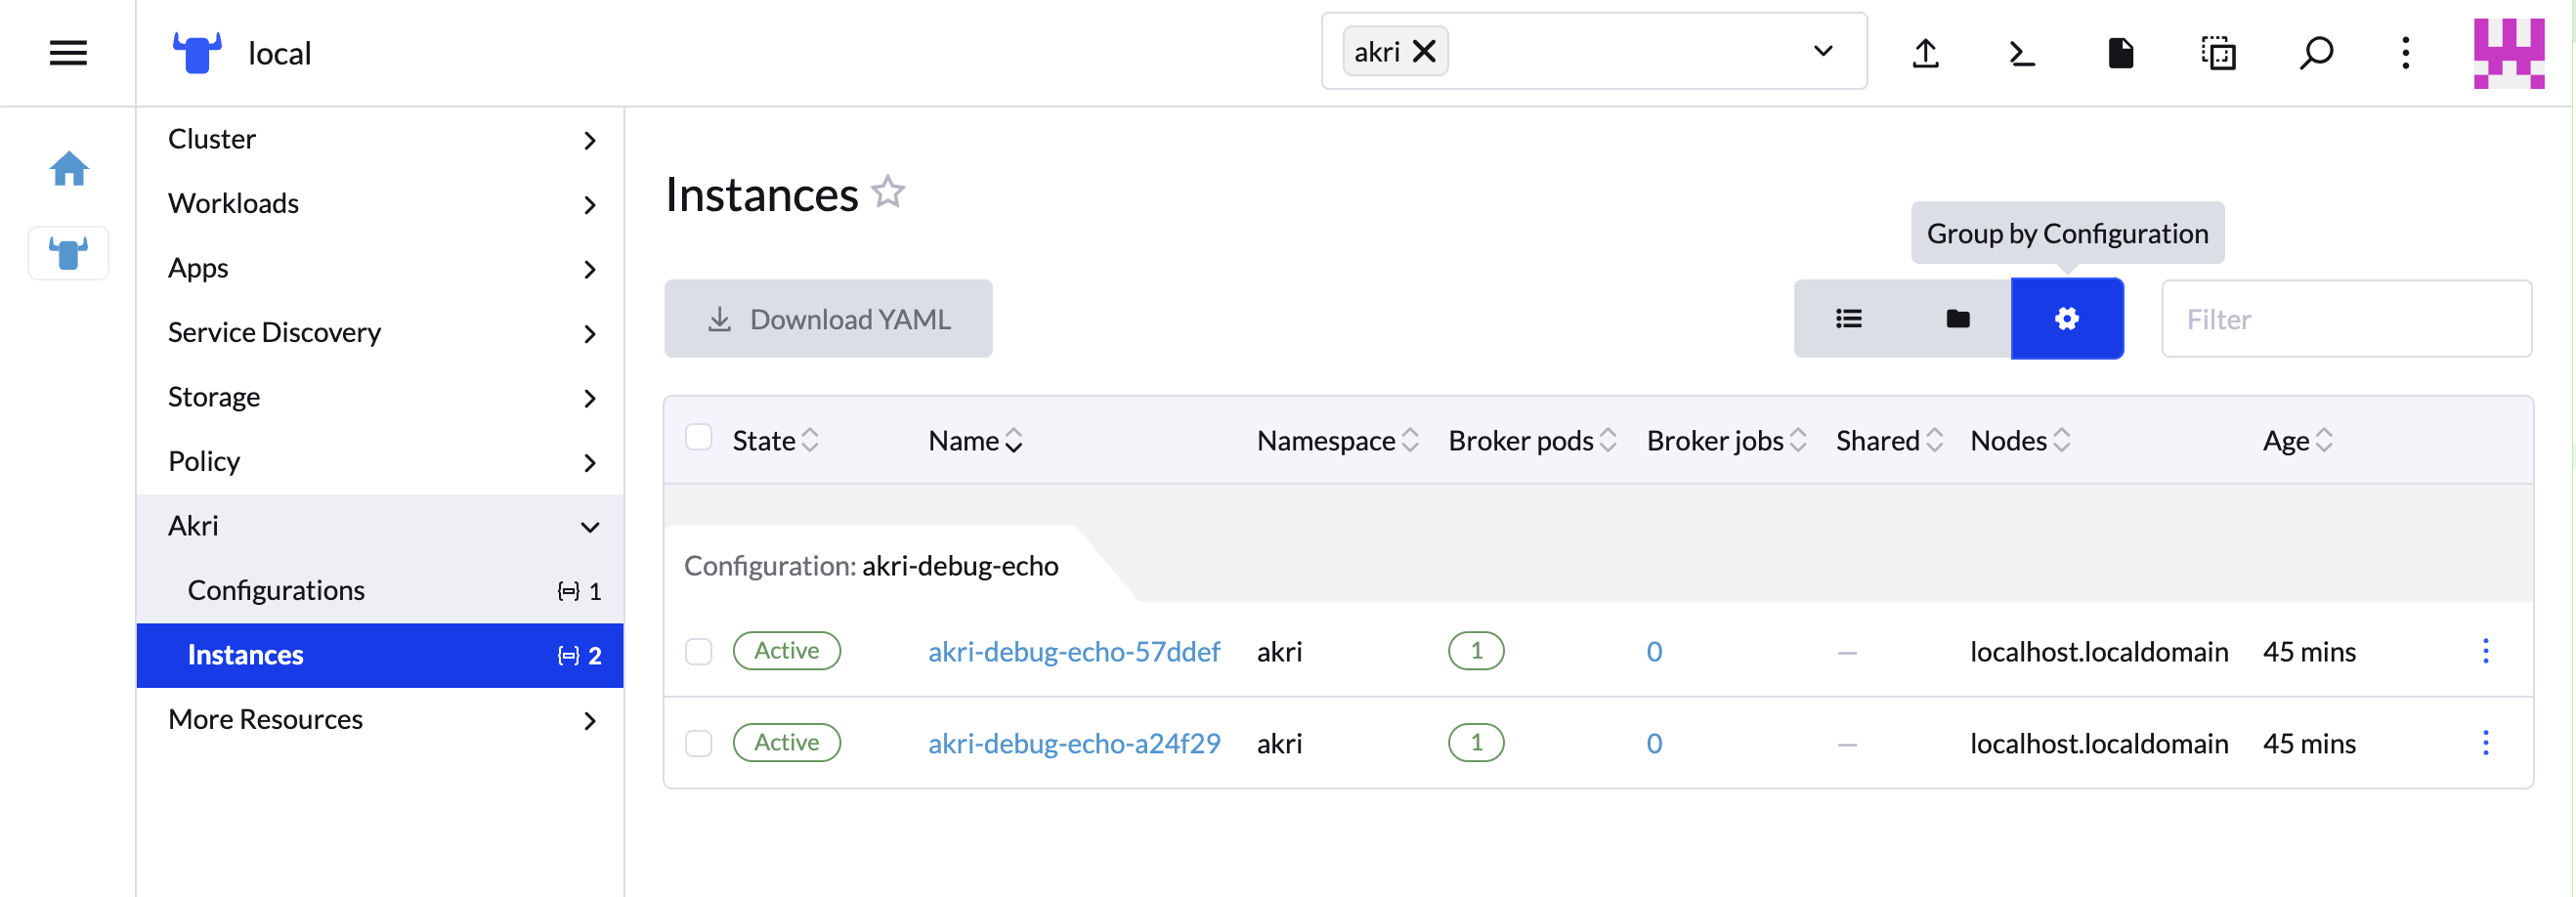 local
akri
Cluster
Workloads
Apps
Service Discovery
Storage
Policy
Akri
Configurations 1
Instances 2
More Resources
Instances
Group by Configuration
Download YAML
Filter
State Name Namespace Broker pods Broker jobs Shared Nodes Age
Configuration: akri-debug-echo
Active akri-debug-echo-57ddef akri 1 0 — localhost.localdomain 45 mins
Active akri-debug-echo-a24f29 akri 1 0 — localhost.localdomain 45 mins